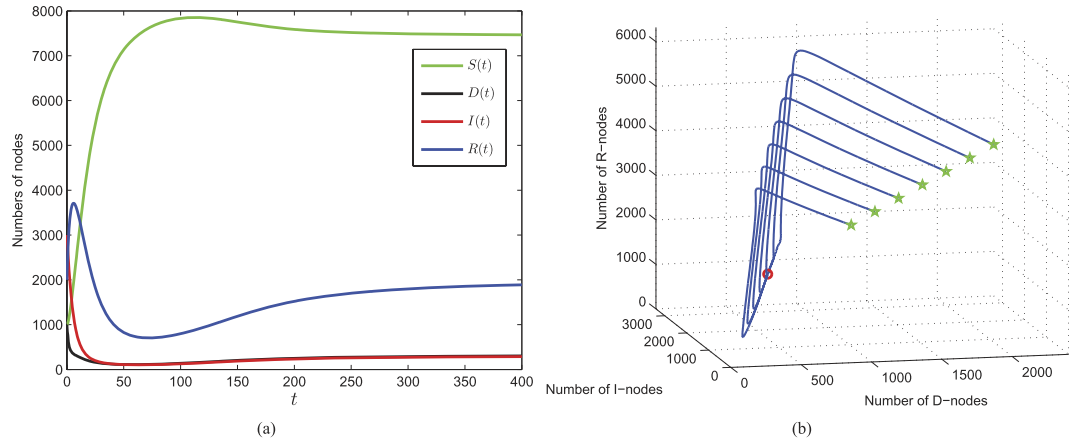 8000
7000
6000
5000
4000
3000
2000
1000
0
Numbers of nodes
0 50 100 150 200 250 300 350 400
t
S(t)
D(t)
I(t)
R(t)
(a)
6000
5000
4000
3000
2000
1000
0
Number of R−nodes
3000
2000
1000
0
Number of I−nodes
0 500 1000 1500 2000
Number of D−nodes
(b)